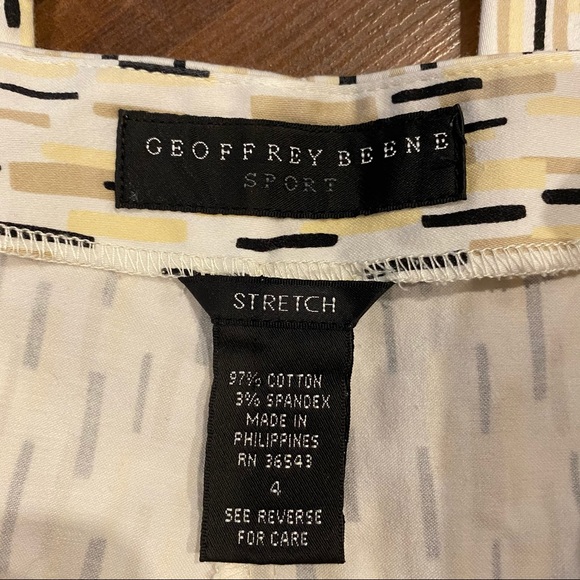 GEOFFREY BEENE
SPORT
STRETCH
97% COTTON
3% SPANDEX
MADE IN
PHILIPPINES
RN 36543
4
SEE REVERSE
FOR CARE